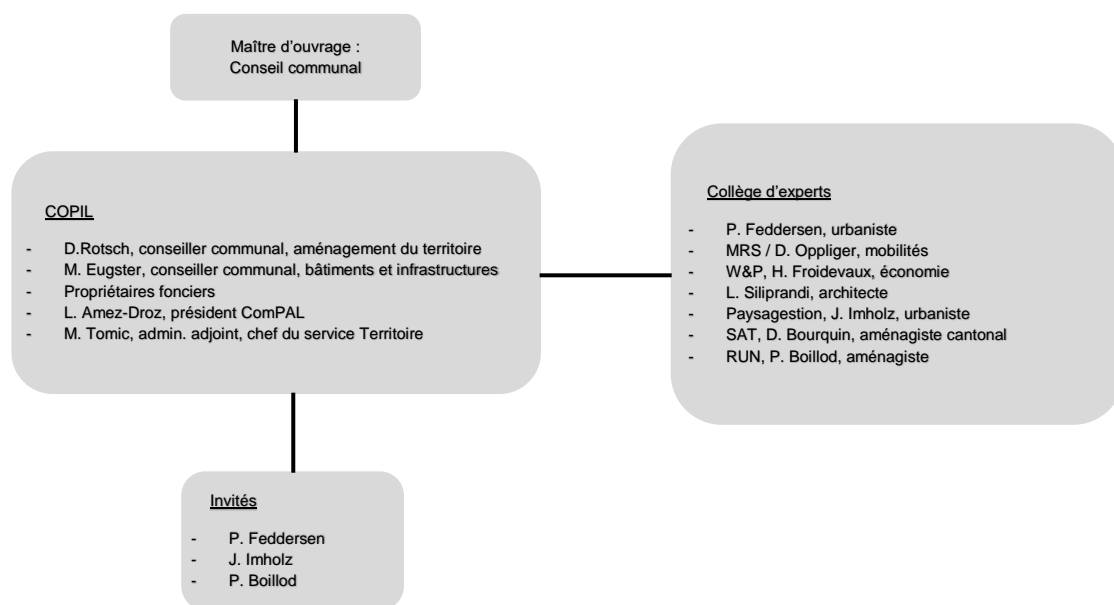 Maître d'ouvrage :
Conseil communal
COPIL
- D.Rotsch, conseiller communal, aménagement du territoire
- M. Eugster, conseiller communal, bâtiments et infrastructures
- Propriétaires fonciers
- L. Amez-Droz, président ComPAL
- M. Tomic, admin. adjoint, chef du service Territoire
Collège d'experts
- P. Feddersen, urbaniste
- MRS / D. Oppliger, mobilités
- W&P, H. Froidevaux, économie
- L. Siliprandi, architecte
- Paysagestion, J. Imholz, urbaniste
- SAT, D. Bourquin, aménagiste cantonal
- RUN, P. Boillod, aménagiste
Invités
- P. Feddersen
- J. Imholz
- P. Boillod